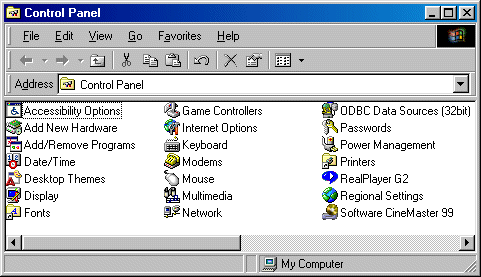 Control Panel
File Edit View Go Favorites Help
Address Control Panel
Accessibility Options
Add New Hardware
Add/Remove Programs
Date/Time
Desktop Themes
Display
Fonts
Game Controllers
Internet Options
Keyboard
Modems
Mouse
Multimedia
Network
ODBC Data Sources (32bit)
Passwords
Power Management
Printers
RealPlayer G2
Regional Settings
Software CineMaster 99
My Computer